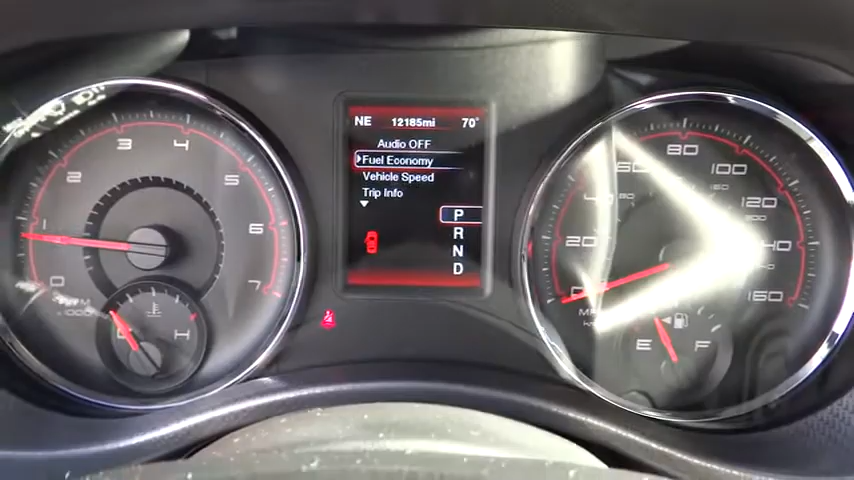 NE 12185mi 70°
Audio OFF
Fuel Economy
Vehicle Speed
Trip Info
P
R
N
D
0
1
2
3
4
5
6
7
C H
20
60
80
100
120
160
E F